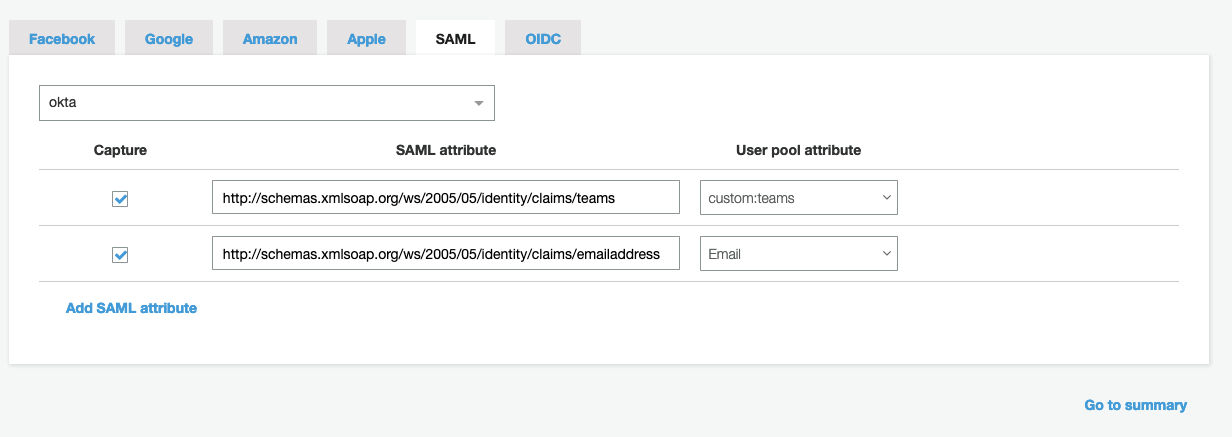 Facebook Google Amazon Apple SAML OIDC
okta
Capture SAML attribute User pool attribute
http://schemas.xmlsoap.org/ws/2005/05/identity/claims/teams custom:teams
http://schemas.xmlsoap.org/ws/2005/05/identity/claims/emailaddress Email
Add SAML attribute
Go to summary